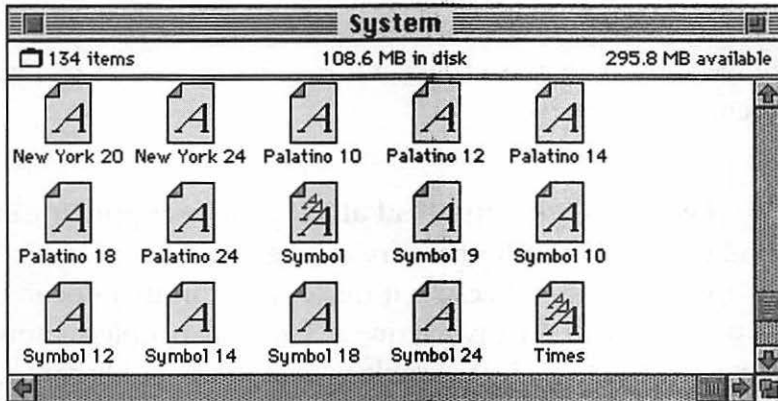 System
134 items 108.6 MB in disk 295.8 MB available
New York 20 New York 24 Palatino 10 Palatino 12 Palatino 14
Palatino 18 Palatino 24 Symbol Symbol 9 Symbol 10
Symbol 12 Symbol 14 Symbol 18 Symbol 24 Times